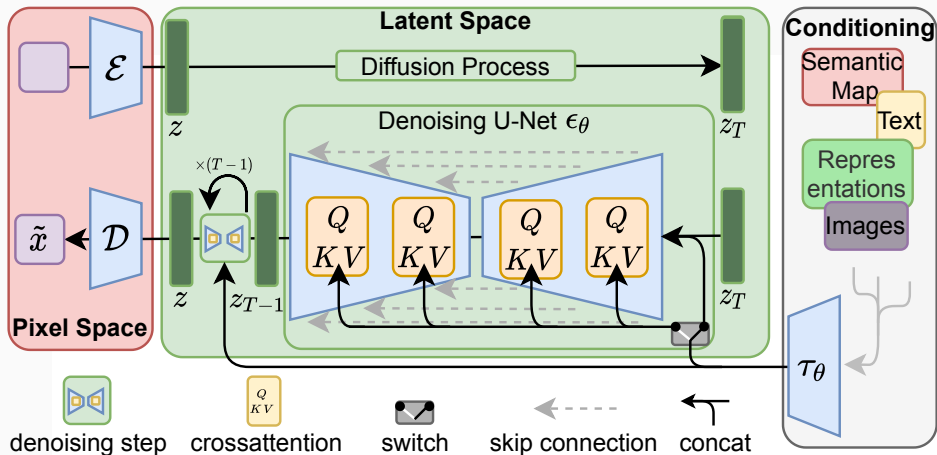 Latent Space
Conditioning
Semantic
Map
Text
Repres
entations
Images
ℰ
Diffusion Process
z
z_T
Denoising U-Net ϵ_θ
×(T−1)
x̃
𝒟
Q
KV
Q
KV
Q
KV
Q
KV
z
z_{T−1}
z_T
Pixel Space
τ_θ
Q
KV
denoising step
crossattention
switch
skip connection
concat